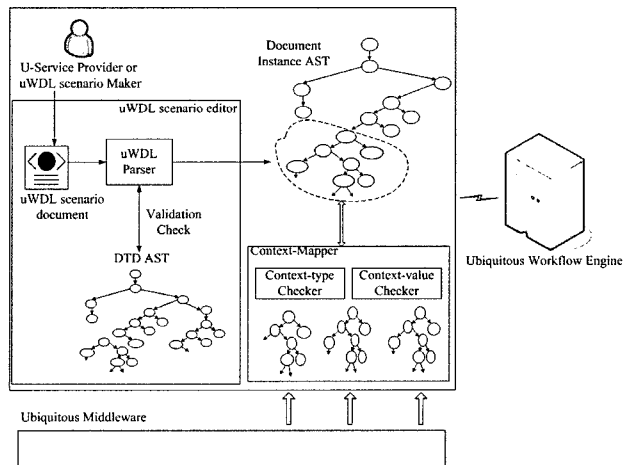 U-Service Provider or
uWDL scenario Maker
Document
Instance AST
uWDL scenario editor
uWDL
Parser
uWDL scenario
document
Validation
Check
DTD AST
Context-Mapper
Context-type
Checker
Context-value
Checker
Ubiquitous Workflow Engine
Ubiquitous Middleware